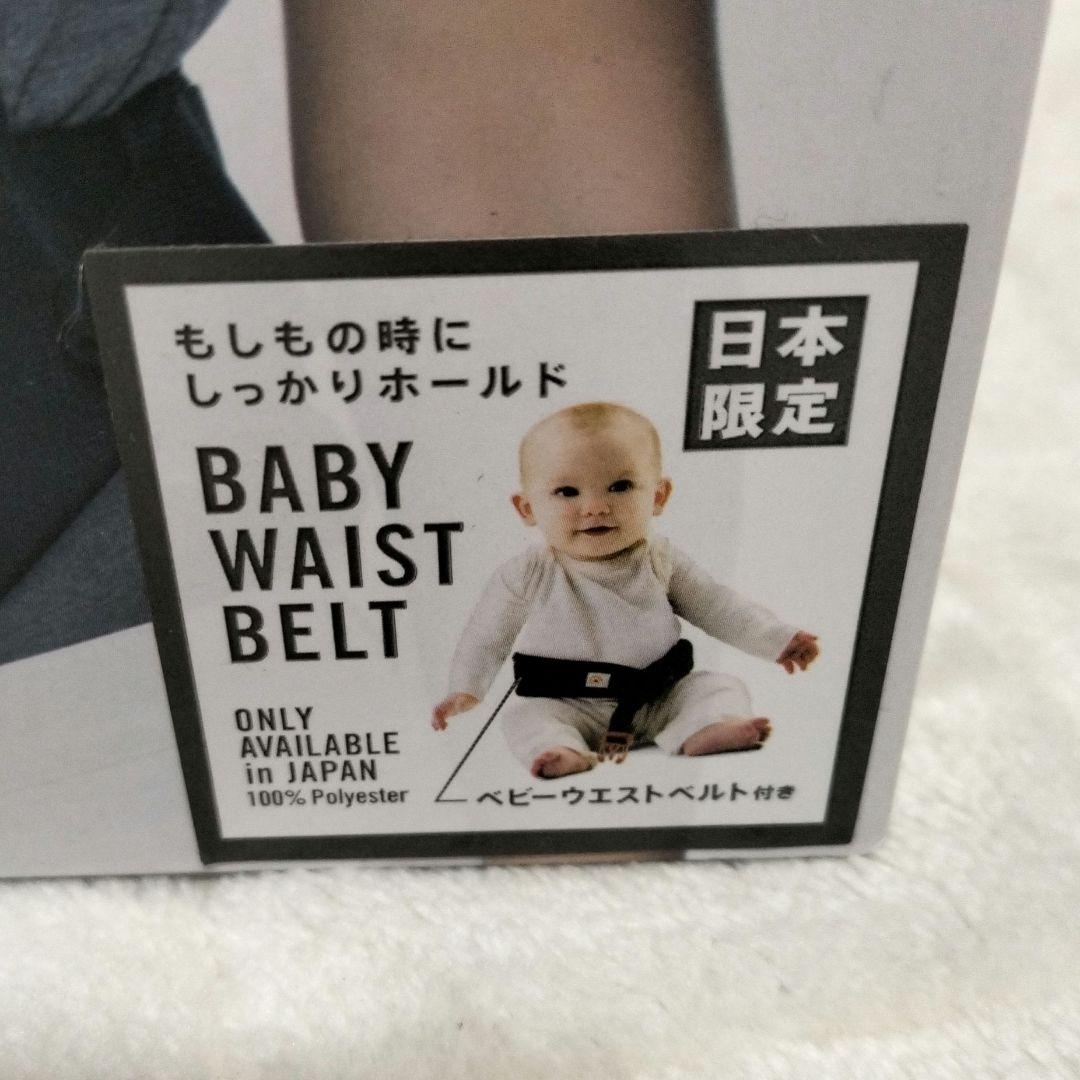 もしもの時に
しっかりホールド
日本
限定
BABY
WAIST
BELT
ONLY
AVAILABLE
in JAPAN
100% Polyester
ベビーウエストベルト付き